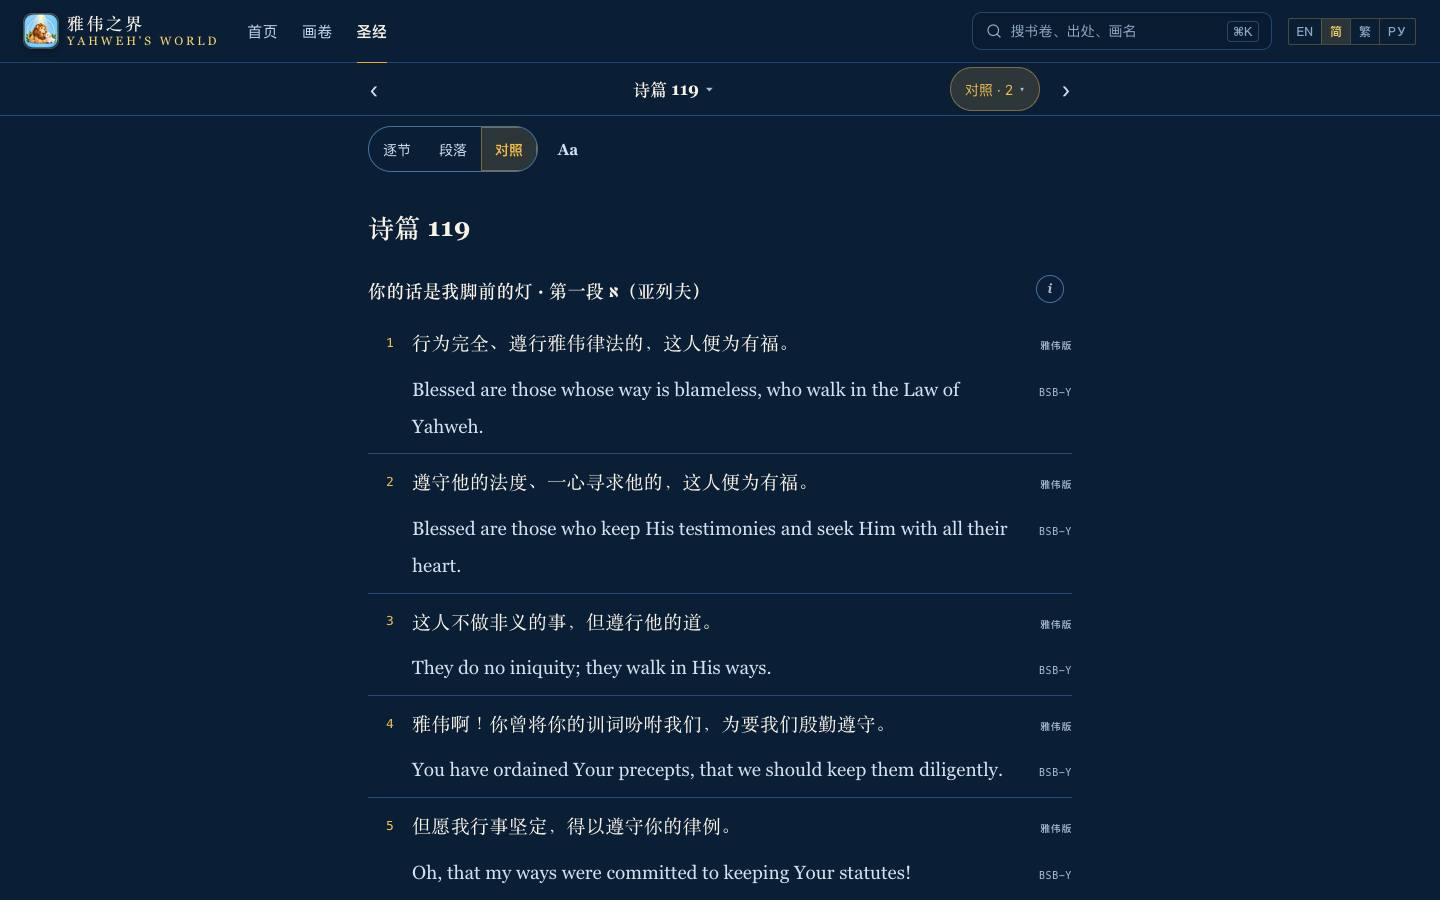 雅伟之界
YAHWEH'S WORLD
首页 画卷 圣经
搜书卷、出处、画名 ⌘K
EN 简 繁 РУ
‹ 诗篇 119 ▾ 对照 · 2 ▾ ›
逐节 段落 对照 Aa
诗篇 119
你的话是我脚前的灯 · 第一段 א（亚列夫） i
1 行为完全、遵行雅伟律法的，这人便为有福。 雅伟版
Blessed are those whose way is blameless, who walk in the Law of BSB-Y
Yahweh.
2 遵守他的法度、一心寻求他的，这人便为有福。 雅伟版
Blessed are those who keep His testimonies and seek Him with all their BSB-Y
heart.
3 这人不做非义的事，但遵行他的道。 雅伟版
They do no iniquity; they walk in His ways. BSB-Y
4 雅伟啊！你曾将你的训词吩咐我们，为要我们殷勤遵守。 雅伟版
You have ordained Your precepts, that we should keep them diligently. BSB-Y
5 但愿我行事坚定，得以遵守你的律例。 雅伟版
Oh, that my ways were committed to keeping Your statutes! BSB-Y